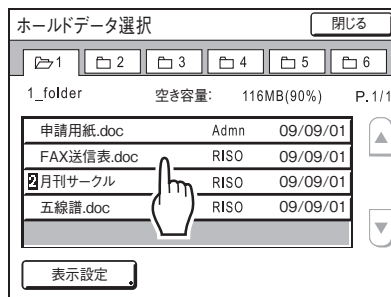 ホールドデータ選択 閉じる
1 2 3 4 5 6
1_folder 空き容量: 116MB(90%) P.1/1
申請用紙.doc Admn 09/09/01
FAX送信表.doc RISO 09/09/01
2月刊サークル RISO 09/09/01
五線譜.doc RISO 09/09/01
表示設定